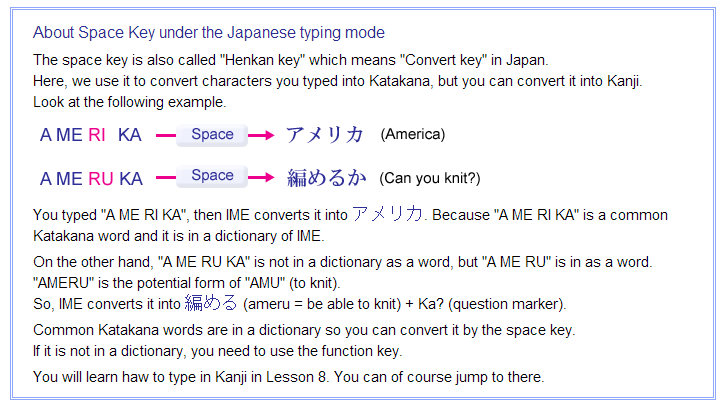 About Space Key under the Japanese typing mode
The space key is also called "Henkan key" which means "Convert key" in Japan.
Here, we use it to convert characters you typed into Katakana, but you can convert it into Kanji.
Look at the following example.
A ME RI KA Space アメリカ (America)
A ME RU KA Space 編めるか (Can you knit?)
You typed "A ME RI KA", then IME converts it into アメリカ. Because "A ME RI KA" is a common
Katakana word and it is in a dictionary of IME.
On the other hand, "A ME RU KA" is not in a dictionary as a word, but "A ME RU" is in as a word.
"AMERU" is the potential form of "AMU" (to knit).
So, IME converts it into 編める (ameru = be able to knit) + Ka? (question marker).
Common Katakana words are in a dictionary so you can convert it by the space key.
If it is not in a dictionary, you need to use the function key.
You will learn haw to type in Kanji in Lesson 8. You can of course jump to there.